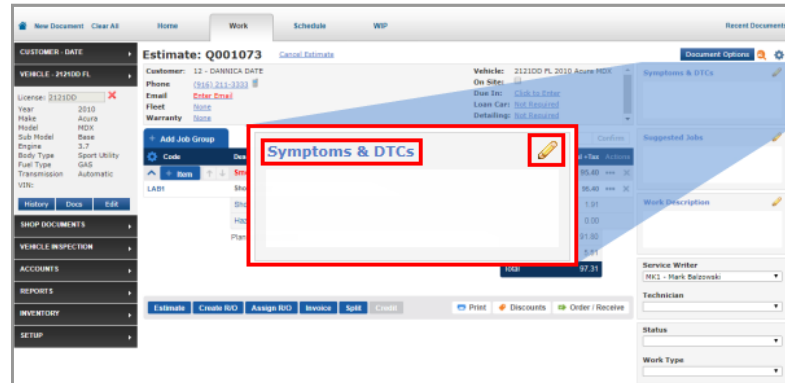 New Document Clear All
Home
Work
Schedule
WIP
Recent Documents
CUSTOMER - DATE
VEHICLE - 2121DD FL
License: 2121DD
Year 2010
Make Acura
Model MDX
Sub Model Base
Engine 3.7
Body Type Sport Utility
Fuel Type GAS
Transmission Automatic
VIN:
History Docs Edit
SHOP DOCUMENTS
VEHICLE INSPECTION
ACCOUNTS
REPORTS
INVENTORY
SETUP
Estimate: Q001073 Cancel Estimate
Document Options
Customer: 12 - DANNICA DATE
Phone (916) 211-3333
Email Enter Email
Fleet None
Warranty None
Vehicle: 2121DD FL 2010 Acura MDX
On Site:
Due In: Click to Enter
Loan Car: Not Required
Detailing: Not Required
+ Add Job Group
Confirm
Code
+Tax Actions
+ Item
95.40
LAB1
95.40
1.91
0.00
Total 97.31
Symptoms & DTCs
Estimate Create R/O Assign R/O Invoice Split Credit
Print Discounts Order / Receive
Symptoms & DTCs
Suggested Jobs
Work Description
Service Writer
MK1 - Mark Balzowski
Technician
Status
Work Type